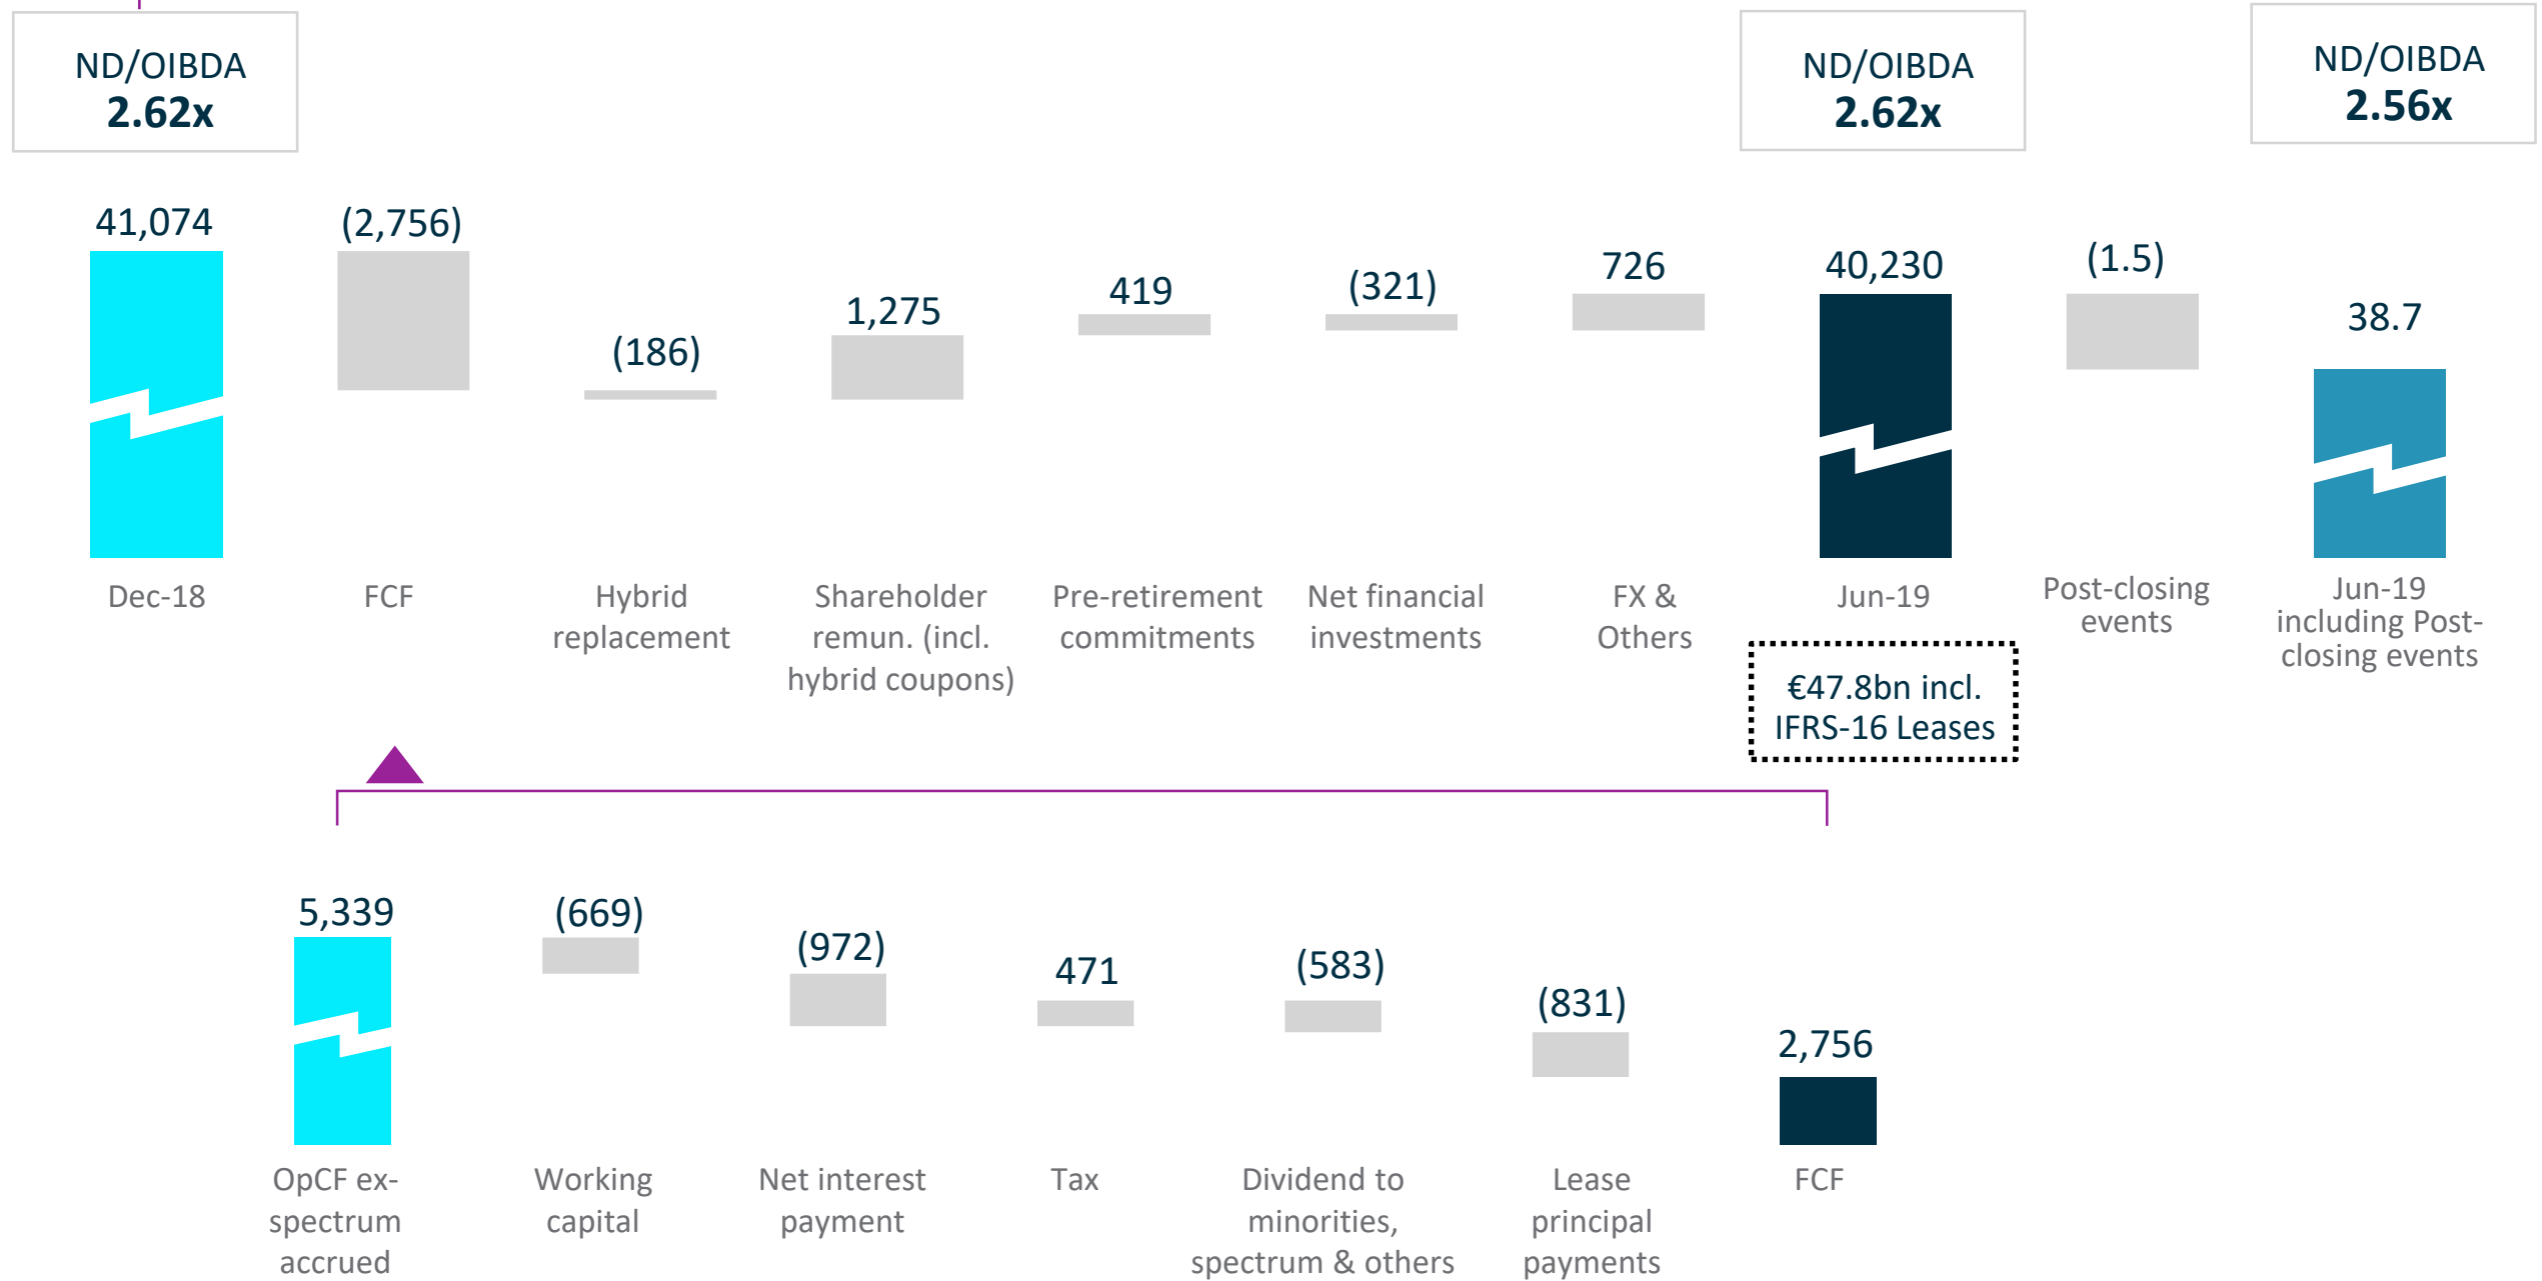 ND/OIBDA
2.62x
ND/OIBDA
2.62x
ND/OIBDA
2.56x
41,074
(2,756)
(186)
1,275
419
(321)
726
40,230
(1.5)
38.7
Dec-18
FCF
Hybrid
replacement
Shareholder
remun. (incl.
hybrid coupons)
Pre-retirement
commitments
Net financial
investments
FX &
Others
Jun-19
Post-closing
events
Jun-19
including Post-
closing events
€47.8bn incl.
IFRS-16 Leases
5,339
(669)
(972)
471
(583)
(831)
2,756
OpCF ex-
spectrum
accrued
Working
capital
Net interest
payment
Tax
Dividend to
minorities,
spectrum & others
Lease
principal
payments
FCF